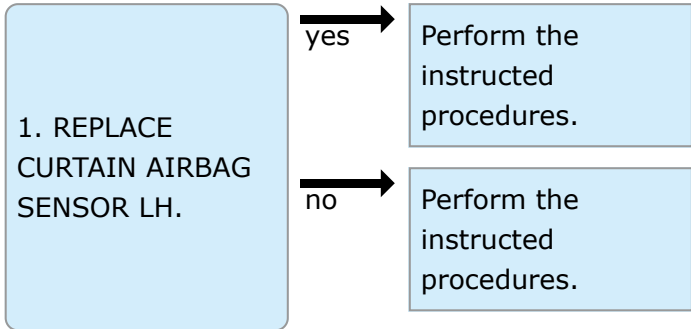 1. REPLACE
CURTAIN AIRBAG
SENSOR LH.
yes
Perform the
instructed
procedures.
no
Perform the
instructed
procedures.